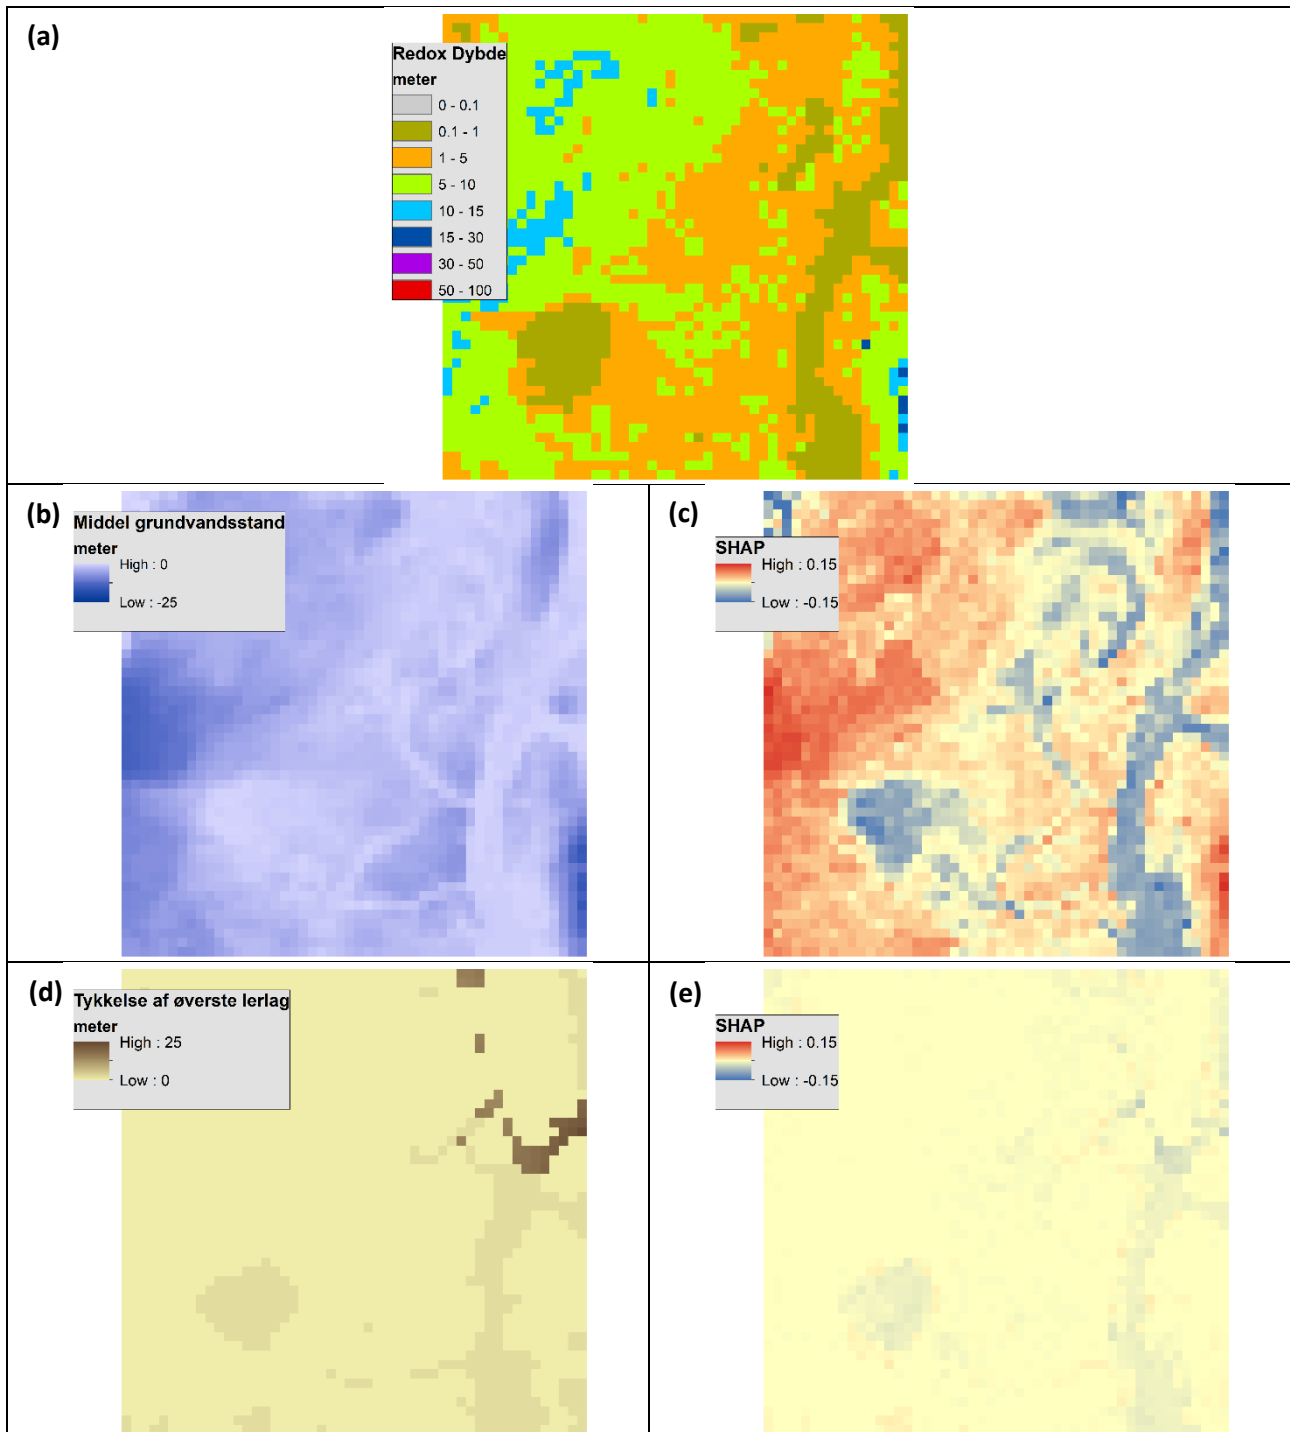 (a)
Redox Dybde
meter
0 - 0.1
0.1 - 1
1 - 5
5 - 10
10 - 15
15 - 30
30 - 50
50 - 100
(b)
Middel grundvandsstand
meter
High : 0
Low : -25
(c)
SHAP
High : 0.15
Low : -0.15
(d)
Tykkelse af øverste lerlag
meter
High : 25
Low : 0
(e)
SHAP
High : 0.15
Low : -0.15